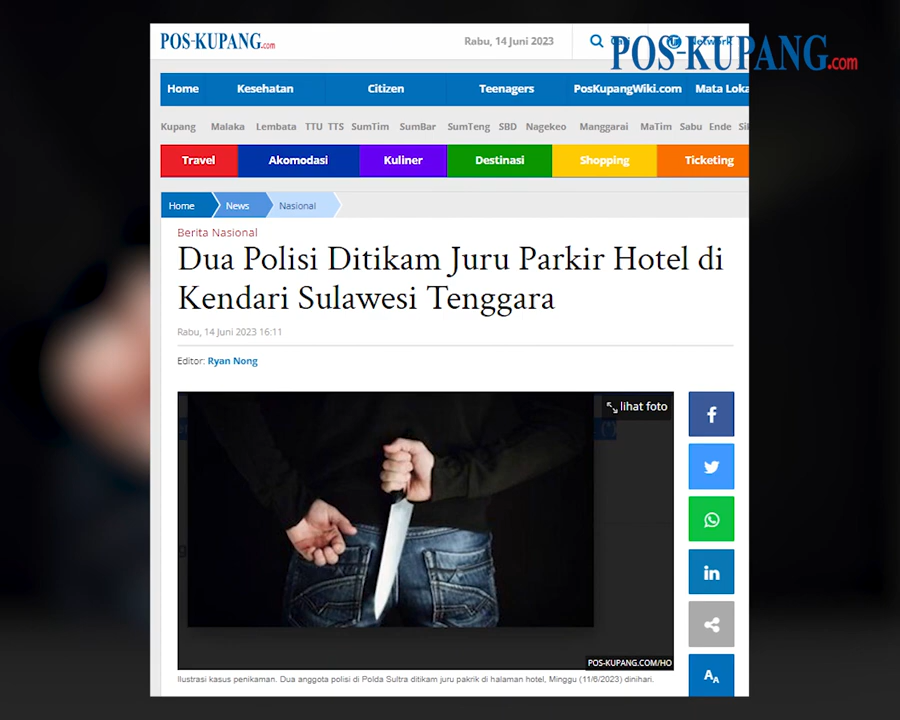 POS-KUPANG.com
Rabu, 14 Juni 2023
POS-KUPANG.com
Home Kesehatan Citizen Teenagers PosKupangWiki.com Mata Loka
Kupang Malaka Lembata TTU TTS SumTim SumBar SumTeng SBD Nagekeo Manggarai MaTim Sabu Ende
Travel Akomodasi Kuliner Destinasi Shopping Ticketing
Home News Nasional
Berita Nasional
Dua Polisi Ditikam Juru Parkir Hotel di
Kendari Sulawesi Tenggara
Rabu, 14 Juni 2023 16:11
Editor: Ryan Nong
lihat foto
POS-KUPANG.COM/HO
Ilustrasi kasus penikaman. Dua anggota polisi di Polda Sultra ditikam juru pakrik di halaman hotel, Minggu (11/6/2023) dinihari.